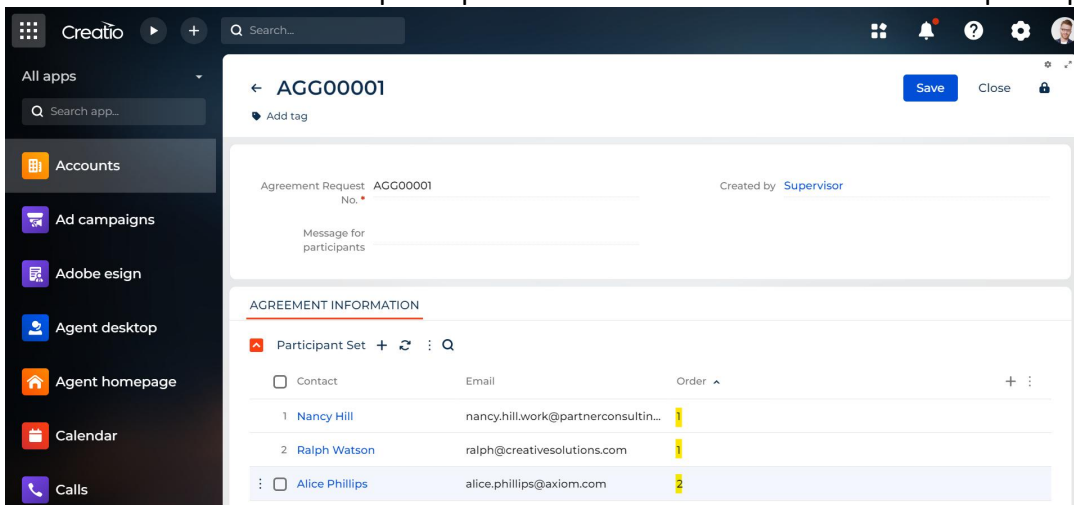 Creatio
Search...
All apps
Search app...
Accounts
Ad campaigns
Adobe esign
Agent desktop
Agent homepage
Calendar
Calls
← AGG00001
Save
Close
Add tag
Agreement Request No. *
AGG00001
Created by
Supervisor
Message for participants
AGREEMENT INFORMATION
Participant Set
Contact Email Order
1 Nancy Hill nancy.hill.work@partnerconsultin... 1
2 Ralph Watson ralph@creativesolutions.com 1
Alice Phillips alice.phillips@axiom.com 2